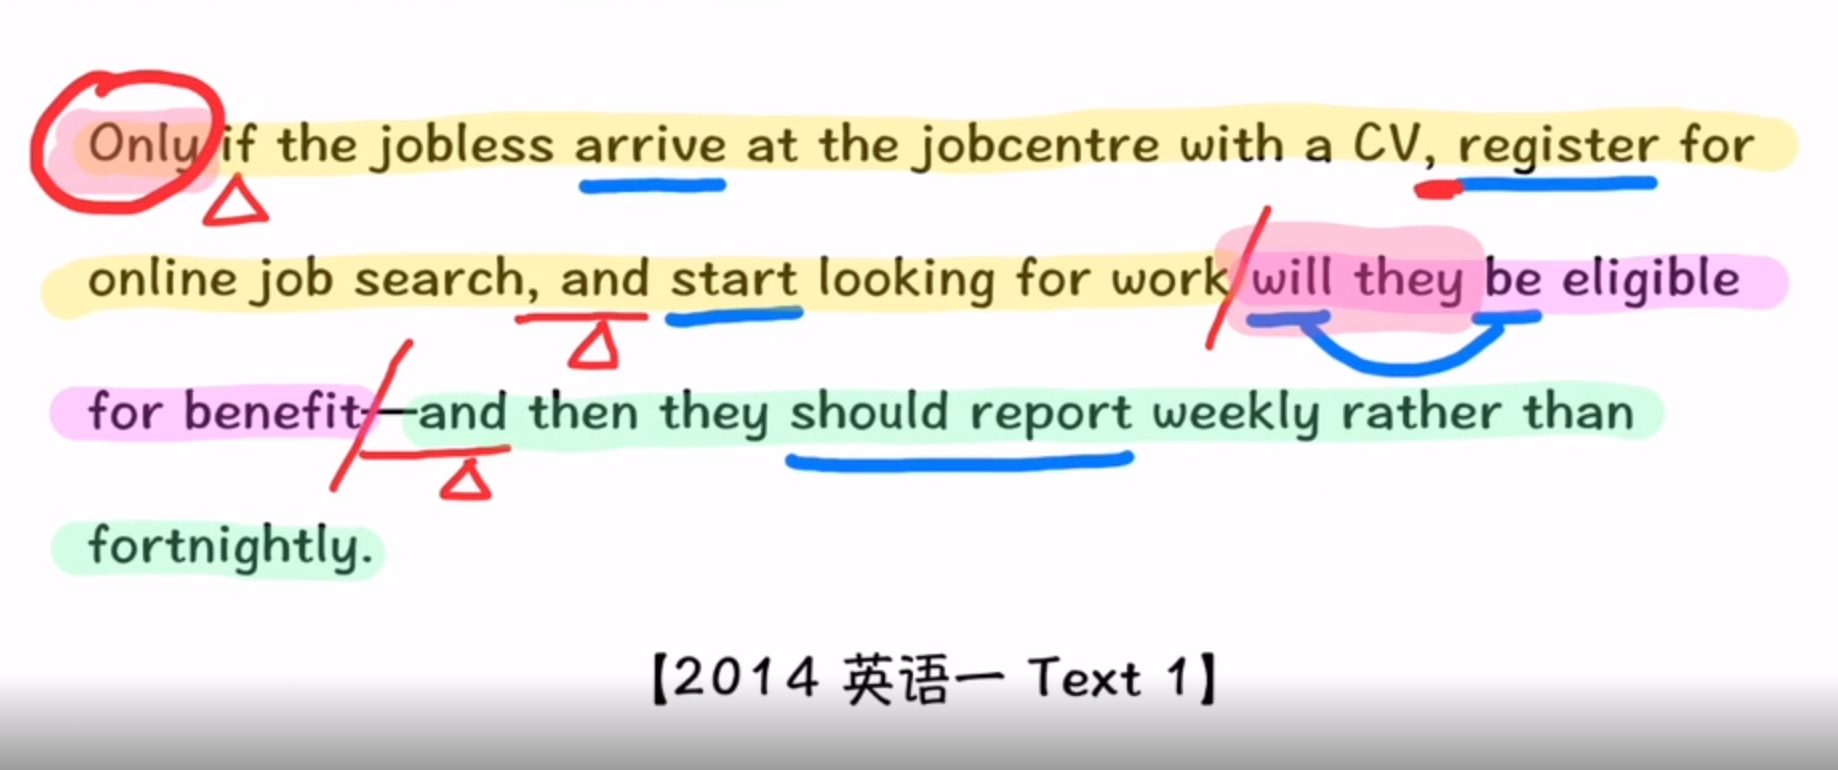 Only if the jobless arrive at the jobcentre with a CV, register for
online job search, and start looking for work will they be eligible
for benefit—and then they should report weekly rather than
fortnightly.
【2014 英语一 Text 1】